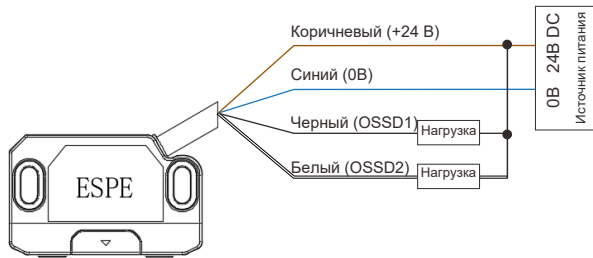 Коричневый (+24 В)
Синий (0В)
Черный (OSSD1)
Нагрузка
Белый (OSSD2)
Нагрузка
0В 24В DC
Источник питания
ESPE